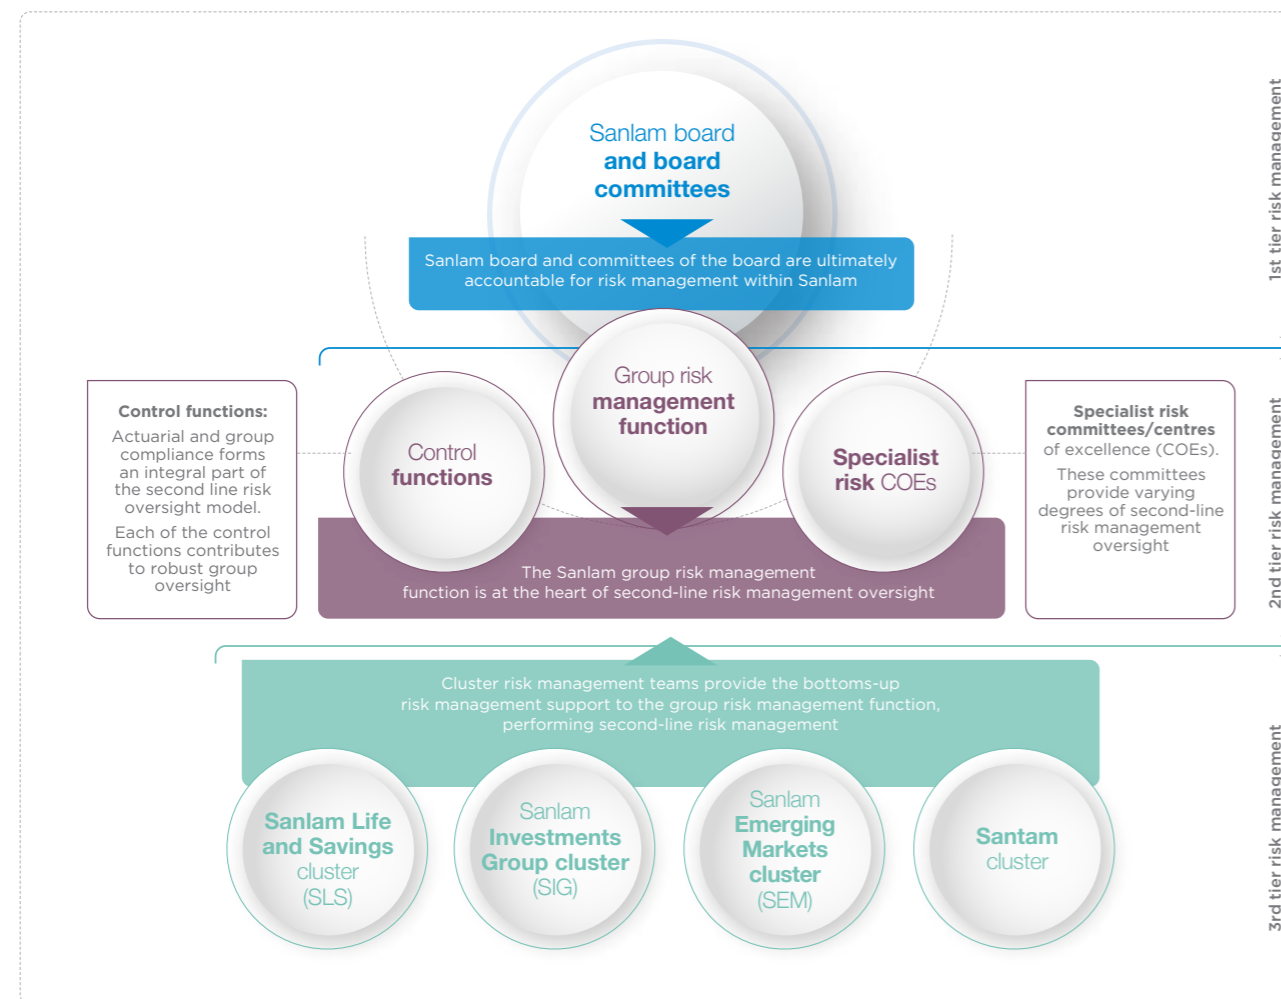 Sanlam board
and board
committees
Sanlam board and committees of the board are ultimately
accountable for risk management within Sanlam
1st tier risk management
Group risk
management
function
Control
functions
Specialist
risk COEs
Control functions:
Actuarial and group
compliance forms
an integral part of
the second line risk
oversight model.
Each of the control
functions contributes
to robust group
oversight
Specialist risk
committees/centres
of excellence (COEs).
These committees
provide varying
degrees of second-line
risk management
oversight
The Sanlam group risk management
function is at the heart of second-line risk management oversight
2nd tier risk management
Cluster risk management teams provide the bottoms-up
risk management support to the group risk management function,
performing second-line risk management
Sanlam Life
and Savings
cluster
(SLS)
Sanlam
Investments
Group cluster
(SIG)
Sanlam
Emerging
Markets
cluster
(SEM)
Santam
cluster
3rd tier risk management